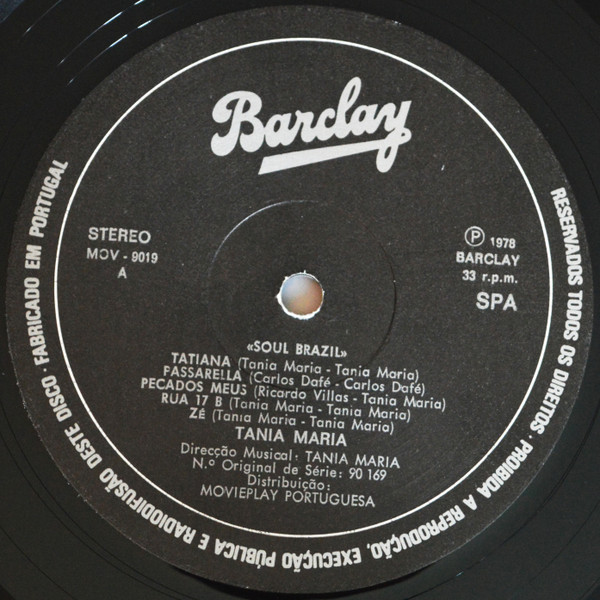 Barclay
STEREO
MOV - 9019
A
Ⓟ 1978
BARCLAY
33 r.p.m.
SPA
«SOUL BRAZIL»
TATIANA (Tania Maria - Tania Maria)
PASSARELLA (Carlos Dafé - Carlos Dafé)
PECADOS MEUS (Ricardo Villas - Tania Maria)
RUA 17 B (Tania Maria - Tania Maria)
ZÉ (Tania Maria - Tania Maria)
TANIA MARIA
Direcção Musical: TANIA MARIA
N.º Original de Série: 90 169
Distribuição:
MOVIEPLAY PORTUGUESA
RESERVADOS TODOS OS DIREITOS · PROIBIDA A REPRODUÇÃO, EXECUÇÃO PÚBLICA E RADIODIFUSÃO DESTE DISCO · FABRICADO EM PORTUGAL